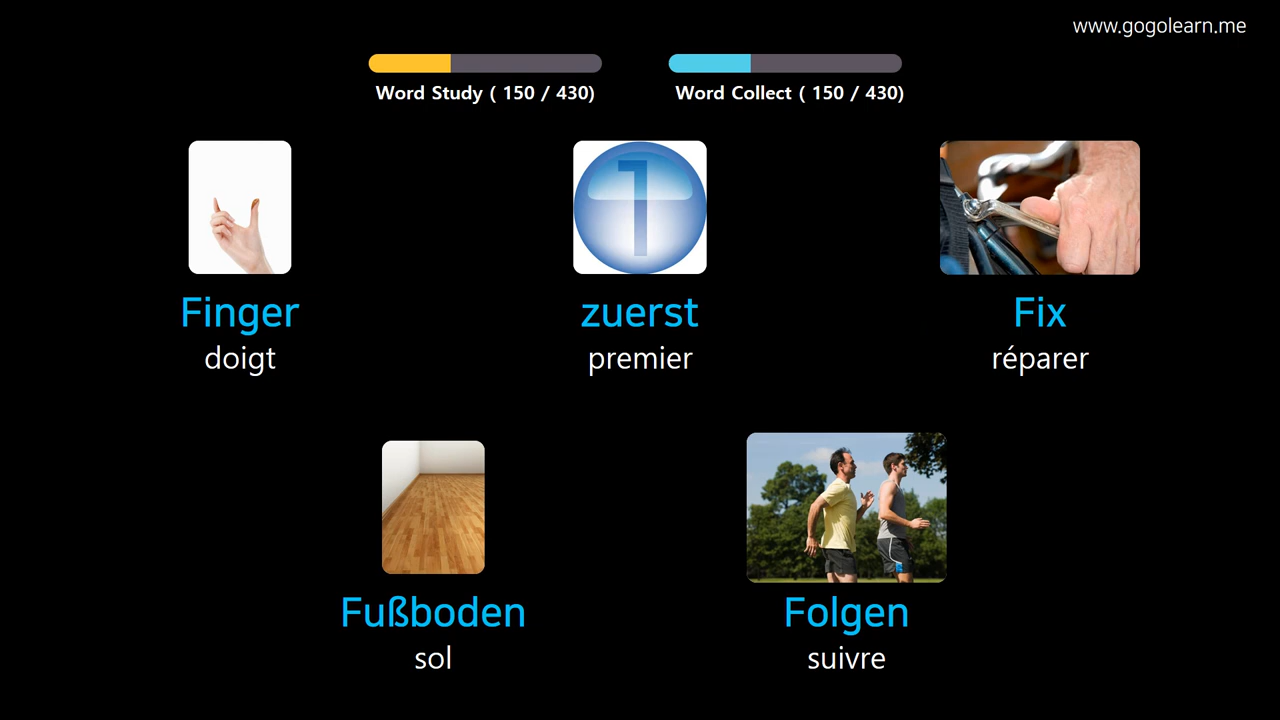 www.gogolearn.me
Word Study ( 150 / 430)
Word Collect ( 150 / 430)
1
Finger
doigt
zuerst
premier
Fix
réparer
Fußboden
sol
Folgen
suivre